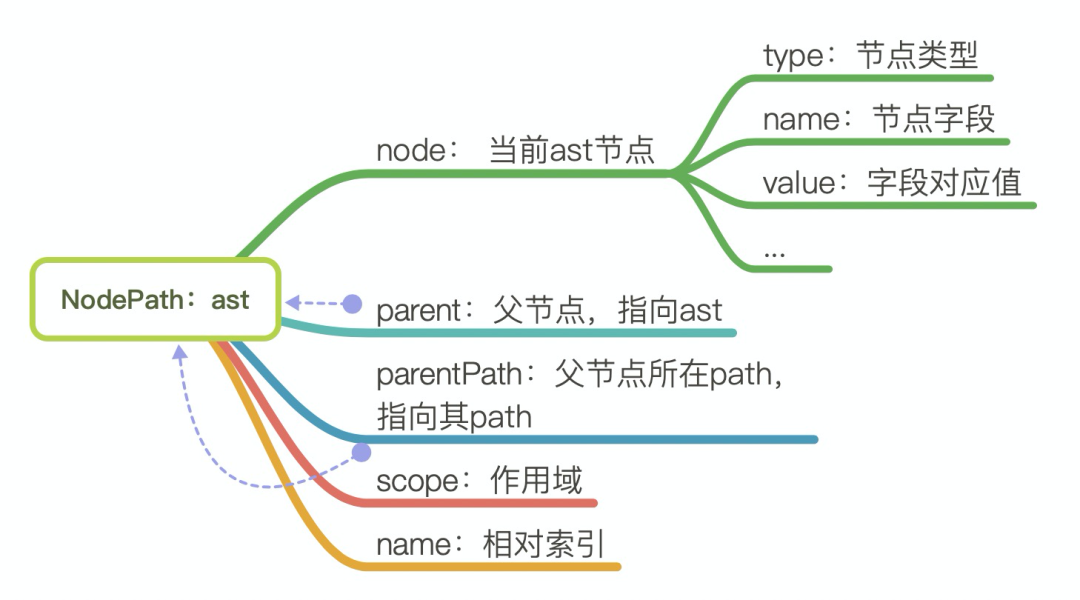 NodePath：ast
node： 当前ast节点
type：节点类型
name：节点字段
value：字段对应值
...
parent：父节点，指向ast
parentPath：父节点所在path，
指向其path
scope：作用域
name：相对索引